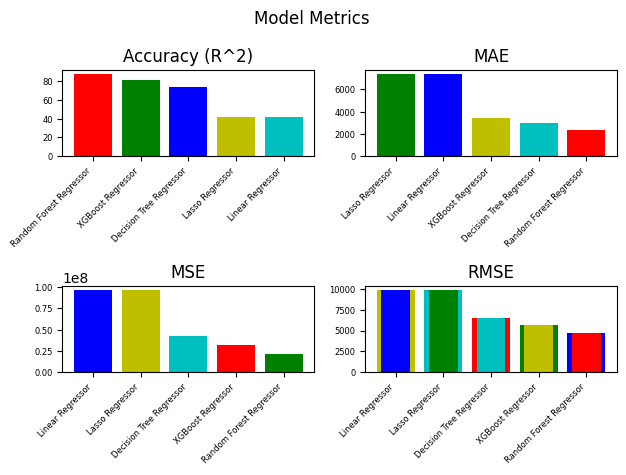 Model Metrics
Accuracy (R^2)
80
60
40
20
0
Random Forest Regressor
XGBoost Regressor
Decision Tree Regressor
Lasso Regressor
Linear Regressor
MAE
6000
4000
2000
0
Lasso Regressor
Linear Regressor
XGBoost Regressor
Decision Tree Regressor
Random Forest Regressor
MSE
1e8
1.00
0.75
0.50
0.25
0.00
Linear Regressor
Lasso Regressor
Decision Tree Regressor
XGBoost Regressor
Random Forest Regressor
RMSE
10000
7500
5000
2500
0
Linear Regressor
Lasso Regressor
Decision Tree Regressor
XGBoost Regressor
Random Forest Regressor